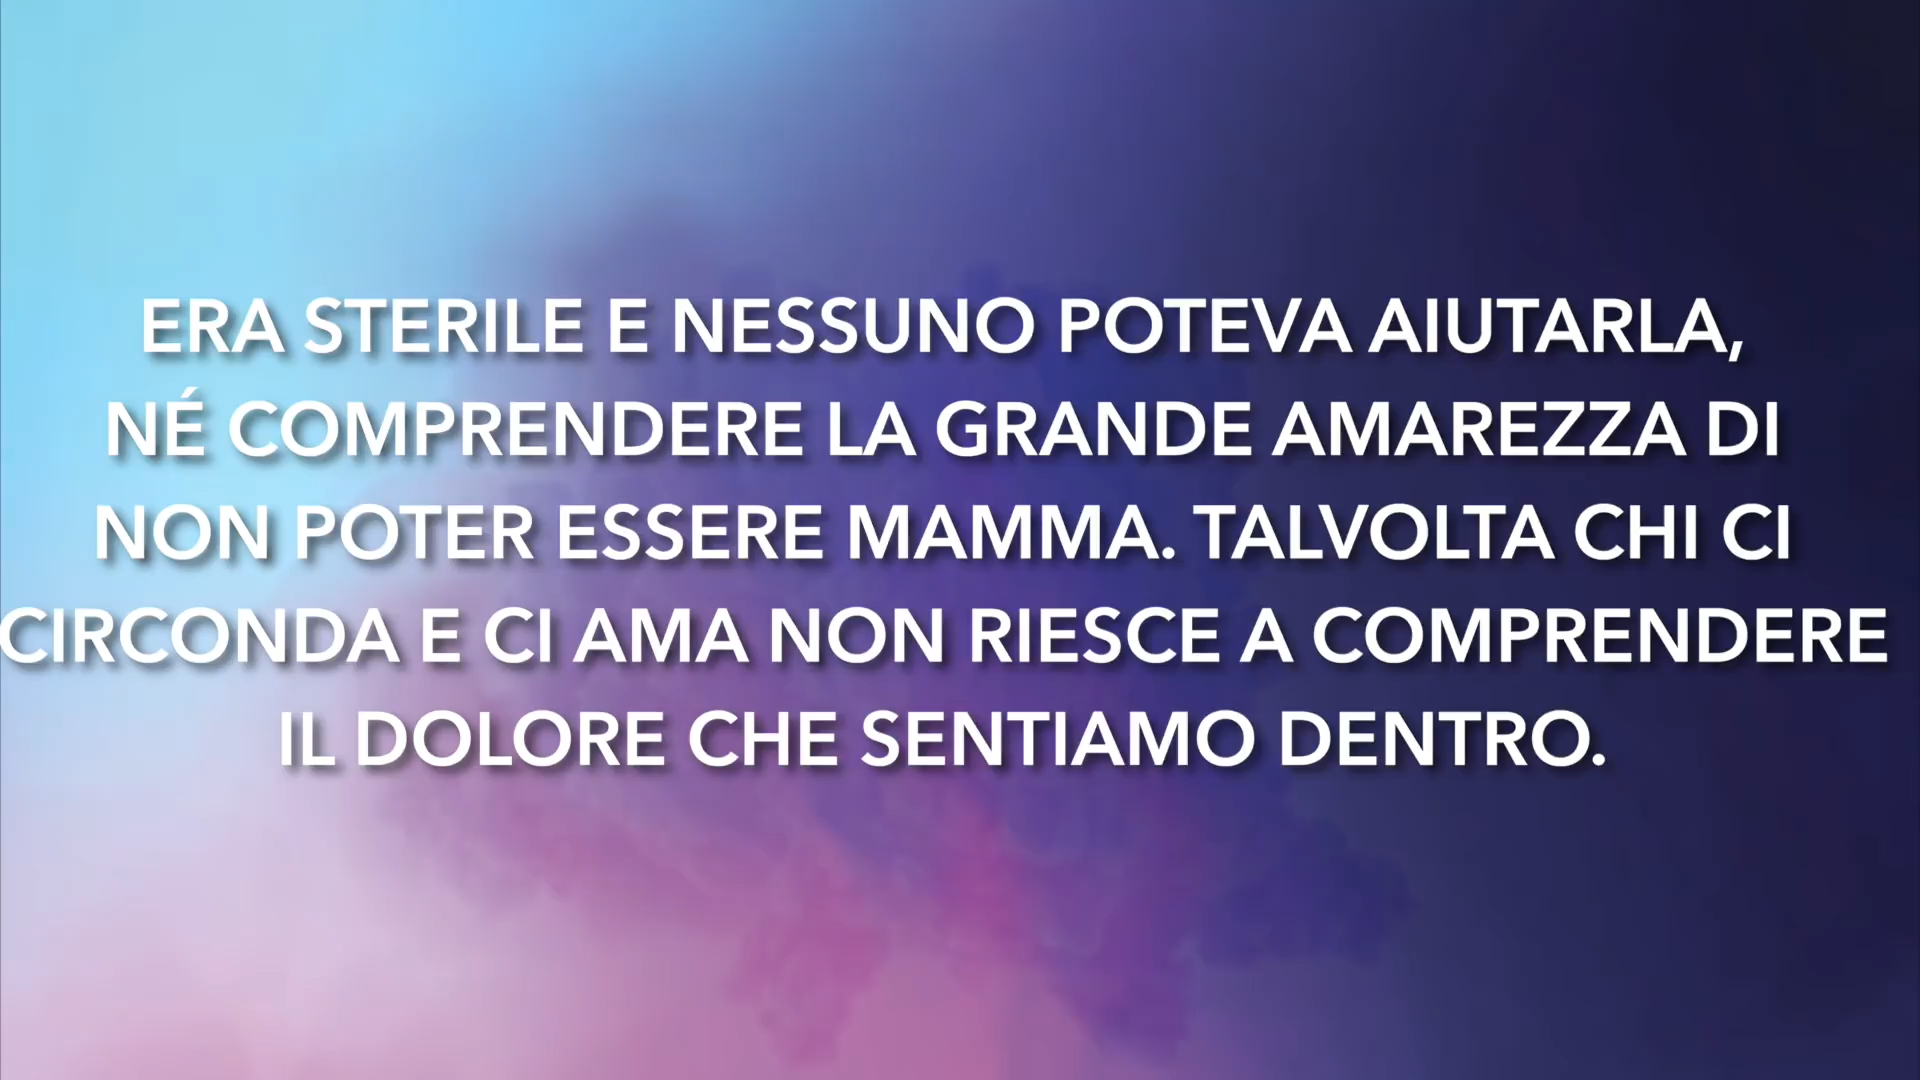 ERA STERILE E NESSUNO POTEVA AIUTARLA,
NÉ COMPRENDERE LA GRANDE AMAREZZA DI
NON POTER ESSERE MAMMA. TALVOLTA CHI CI
CIRCONDA E CI AMA NON RIESCE A COMPRENDERE
IL DOLORE CHE SENTIAMO DENTRO.